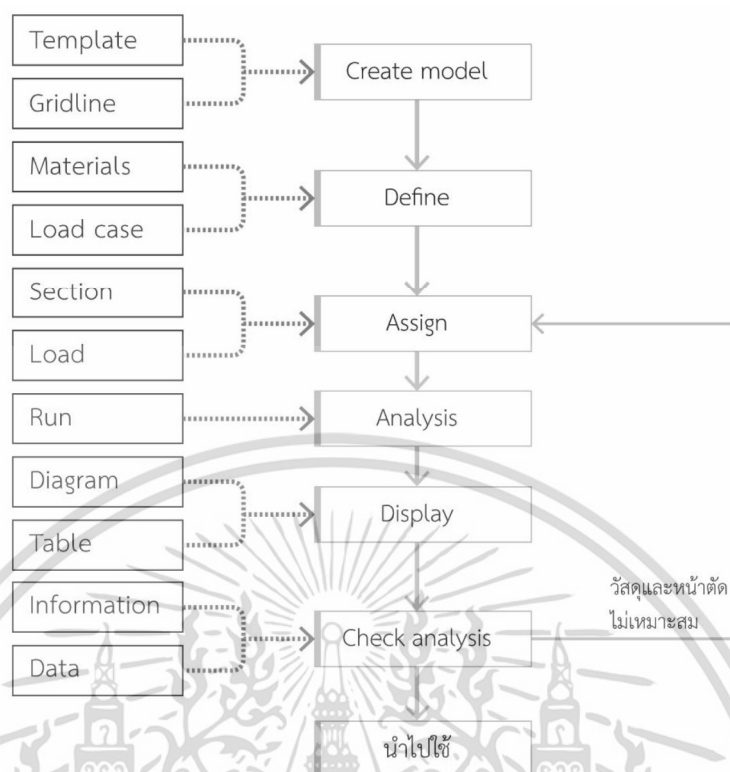 Template
Gridline
Create model
Materials
Load case
Define
Section
Load
Assign
Run
Analysis
Diagram
Table
Display
Information
Data
Check analysis
วัสดุและหน้าตัด
ไม่เหมาะสม
นำไปใช้